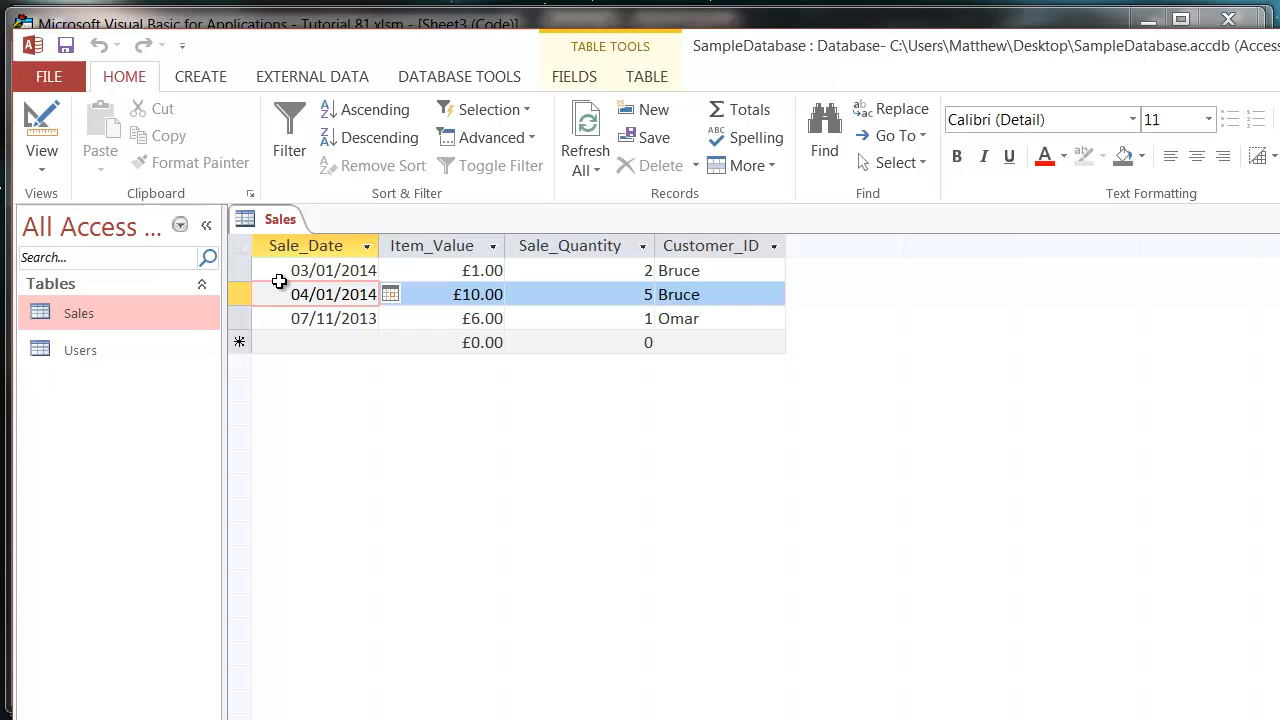 Microsoft Visual Basic for Applications - Tutorial 81.xlsm - [Sheet3 (Code)]
TABLE TOOLS
SampleDatabase : Database- C:\Users\Matthew\Desktop\SampleDatabase.accdb (Acces
FILE HOME CREATE EXTERNAL DATA DATABASE TOOLS FIELDS TABLE
View
Views
Paste
Cut
Copy
Format Painter
Clipboard
Filter
Ascending
Descending
Remove Sort
Selection
Advanced
Toggle Filter
Sort & Filter
Refresh
All
New
Save
Delete
Totals
Spelling
More
Records
Find
Replace
Go To
Select
Find
Calibri (Detail) 11
B I U A
Text Formatting
All Access ...
Search...
Tables
Sales
Users
Sales
Sale_Date Item_Value Sale_Quantity Customer_ID
03/01/2014 £1.00 2 Bruce
04/01/2014 £10.00 5 Bruce
07/11/2013 £6.00 1 Omar
£0.00 0